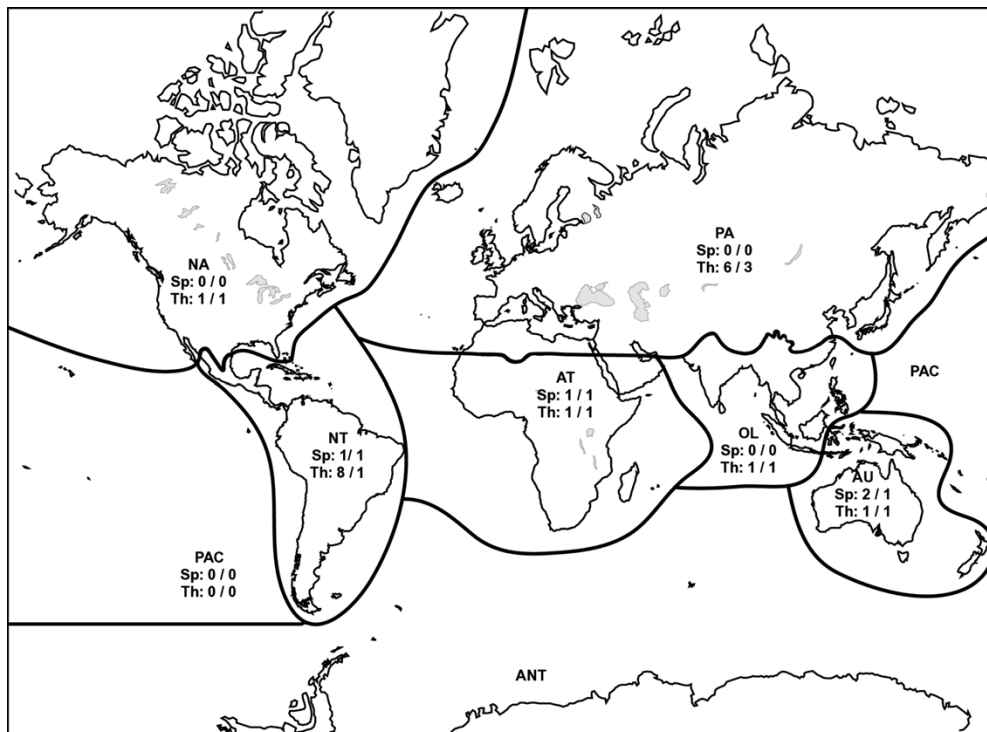 NA
Sp: 0 / 0
Th: 1 / 1
PA
Sp: 0 / 0
Th: 6 / 3
PAC
AT
Sp: 1 / 1
Th: 1 / 1
NT
Sp: 1/ 1
Th: 8 / 1
OL
Sp: 0 / 0
Th: 1 / 1
AU
Sp: 2 / 1
Th: 1 / 1
PAC
Sp: 0 / 0
Th: 0 / 0
ANT